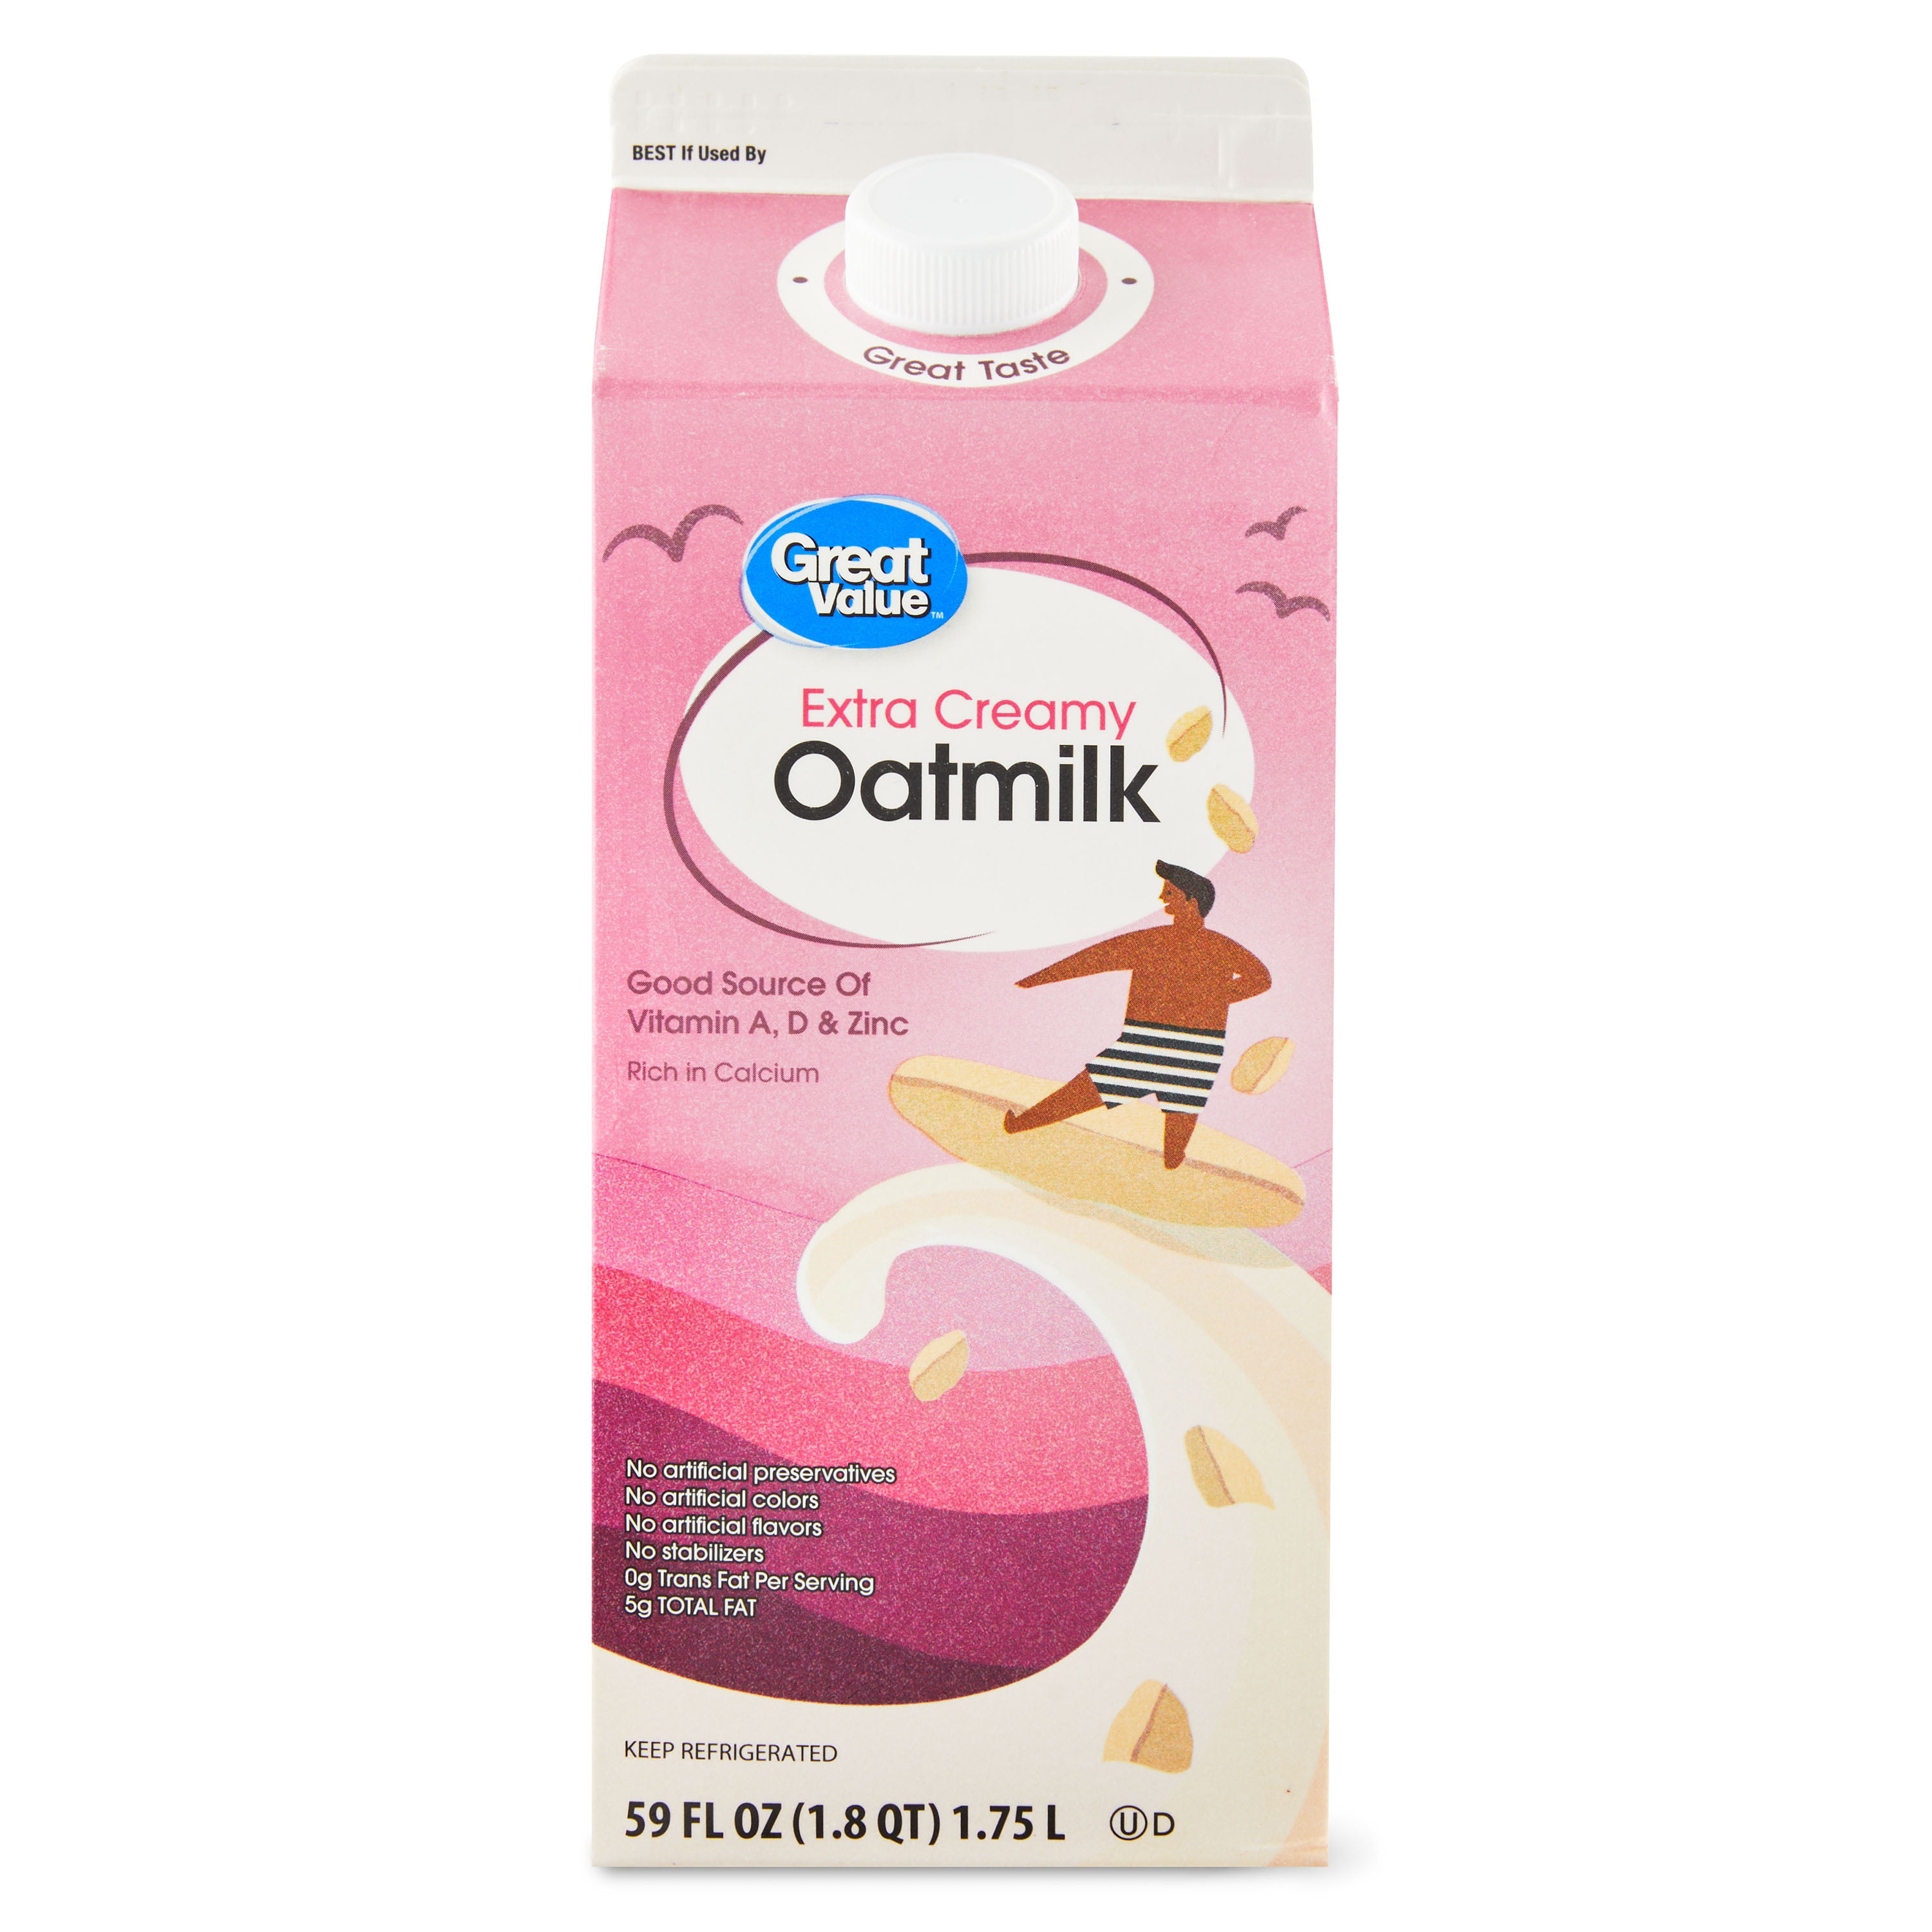 BEST If Used By
Great Taste
Great
Value™
Extra Creamy
Oatmilk
Good Source Of
Vitamin A, D & Zinc
Rich in Calcium
No artificial preservatives
No artificial colors
No artificial flavors
No stabilizers
0g Trans Fat Per Serving
5g TOTAL FAT
KEEP REFRIGERATED
59 FL OZ (1.8 QT) 1.75 L Ⓤ D